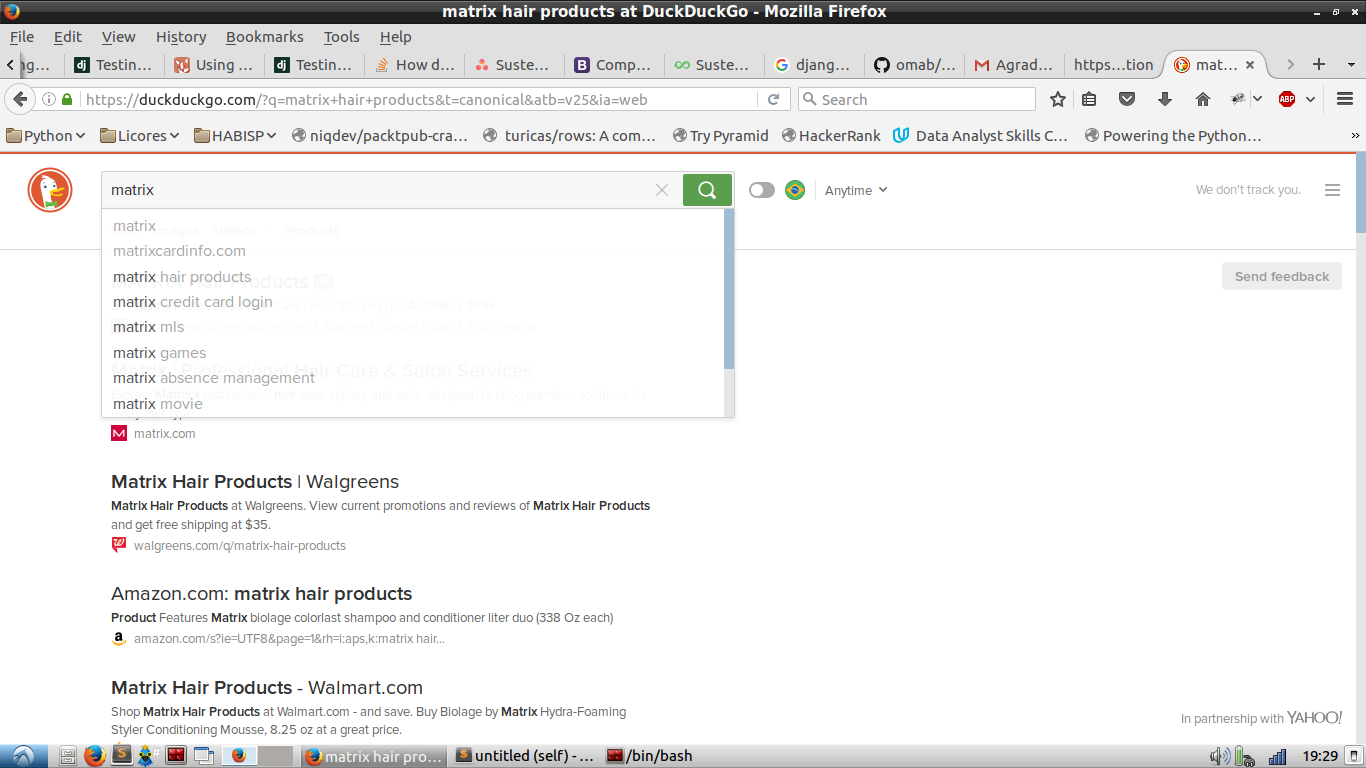 matrix hair products at DuckDuckGo - Mozilla Firefox
File Edit View History Bookmarks Tools Help
Testin... Using ... Testin... How d... Suste... Comp... Suste... djang... omab/... Agrad... https...tion mat...
https://duckduckgo.com/?q=matrix+hair+products&t=canonical&atb=v25&ia=web Search ABP
Python Licores HABISP niqdev/packtpub-cra... turicas/rows: A com... Try Pyramid HackerRank Data Analyst Skills C... Powering the Python... »
matrix Anytime We don't track you.
matrix
Images Videos Products
matrixcardinfo.com
matrix hair products
Send feedback
matrix credit card login
matrix mls
matrix games
matrix absence management
matrix movie
matrix.com
Matrix Hair Products | Walgreens
Matrix Hair Products at Walgreens. View current promotions and reviews of Matrix Hair Products
and get free shipping at $35.
walgreens.com/q/matrix-hair-products
Amazon.com: matrix hair products
Product Features Matrix biolage colorlast shampoo and conditioner liter duo (338 Oz each)
amazon.com/s?ie=UTF8&page=1&rh=i:aps,k:matrix hair...
Matrix Hair Products - Walmart.com
Shop Matrix Hair Products at Walmart.com - and save. Buy Biolage by Matrix Hydra-Foaming
Styler Conditioning Mousse, 8.25 oz at a great price.
In partnership with YAHOO!
matrix hair pro... untitled (self) - ... /bin/bash 19:29